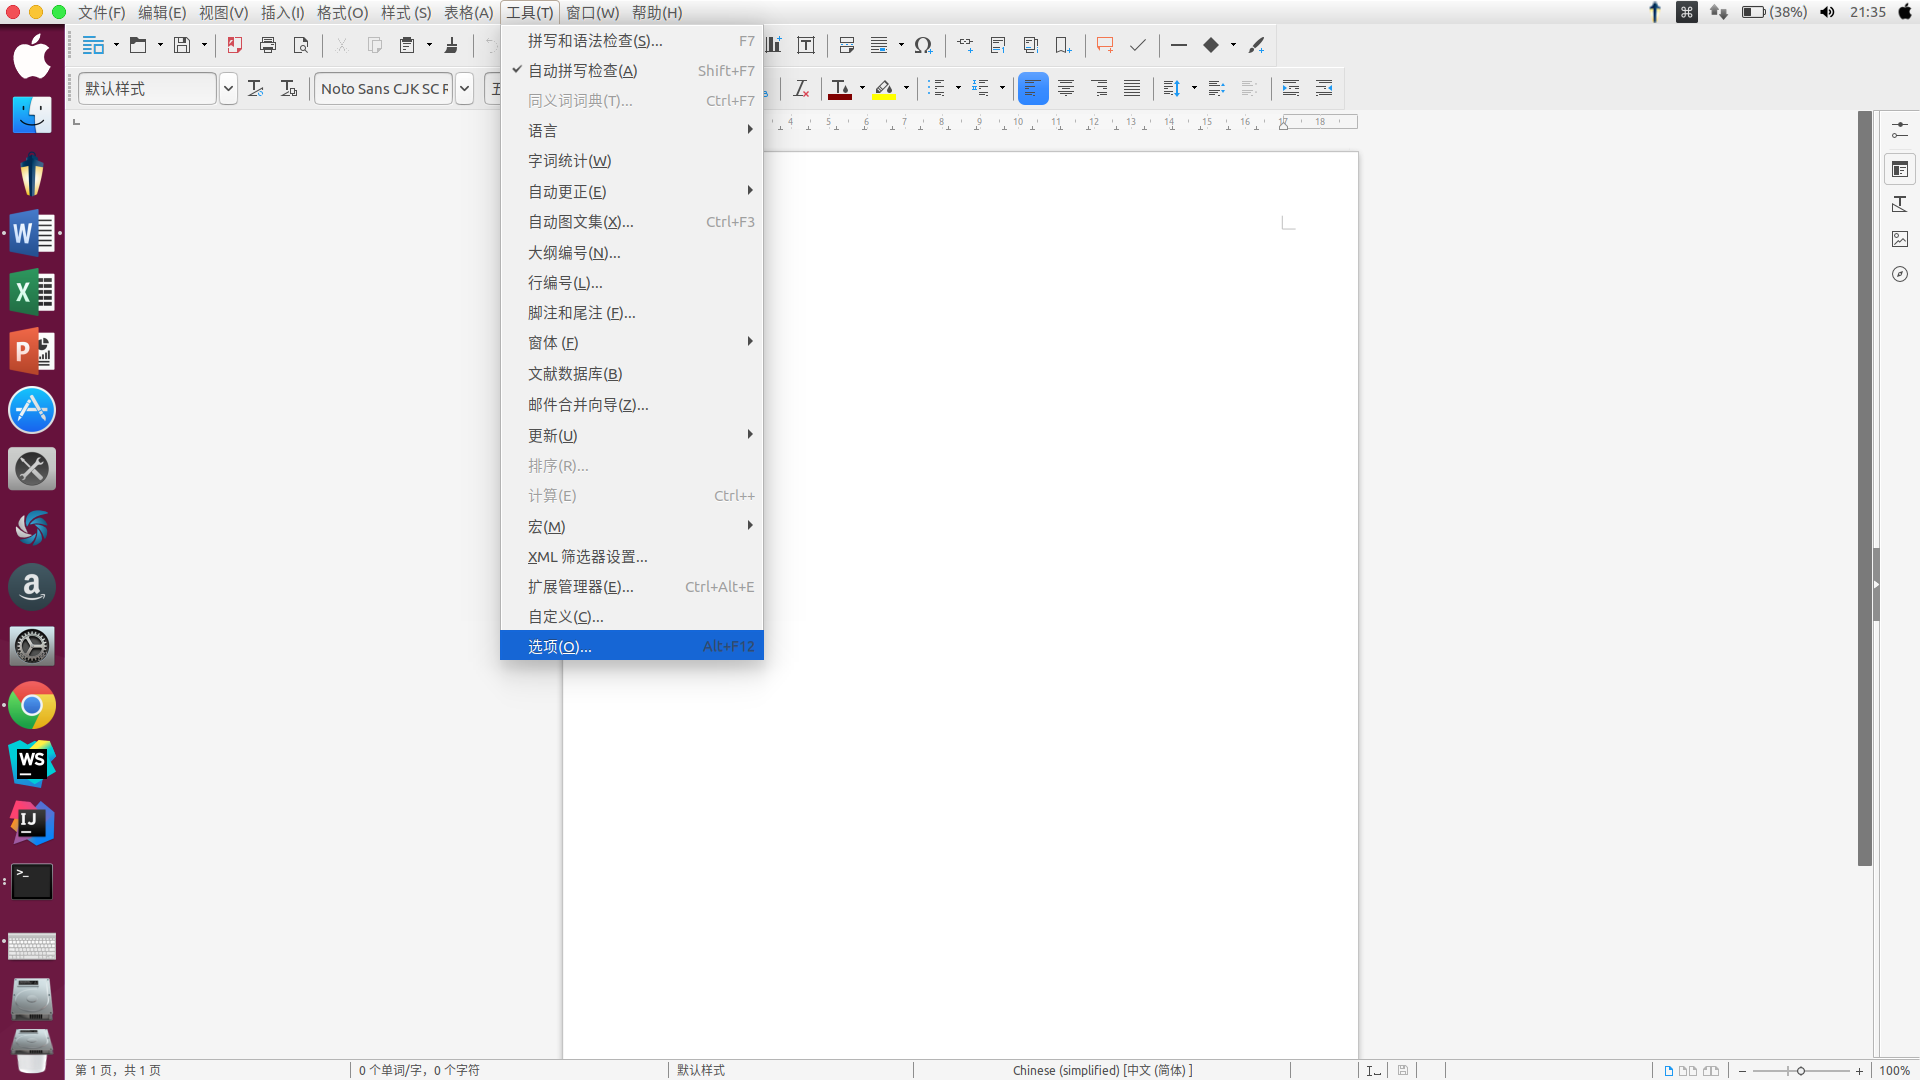 文件(F) 编辑(E) 视图(V) 插入(I) 格式(O) 样式 (S) 表格(A) 工具(T) 窗口(W) 帮助(H) (38%) 21:35
默认样式 Noto Sans CJK SC R 五
拼写和语法检查(S)... F7
自动拼写检查(A) Shift+F7
同义词词典(T)... Ctrl+F7
语言
字词统计(W)
自动更正(E)
自动图文集(X)... Ctrl+F3
大纲编号(N)...
行编号(L)...
脚注和尾注 (F)...
窗体 (F)
文献数据库(B)
邮件合并向导(Z)...
更新(U)
排序(R)...
计算(E) Ctrl++
宏(M)
XML 筛选器设置...
扩展管理器(E)... Ctrl+Alt+E
自定义(C)...
选项(O)... Alt+F12
4 5 6 7 8 9 10 11 12 13 14 15 16 17 18
W
X
P
a
WS
IJ
>_
第 1 页，共 1 页 0 个单词/字，0 个字符 默认样式 Chinese (simplified) [中文 (简体) ] 100%